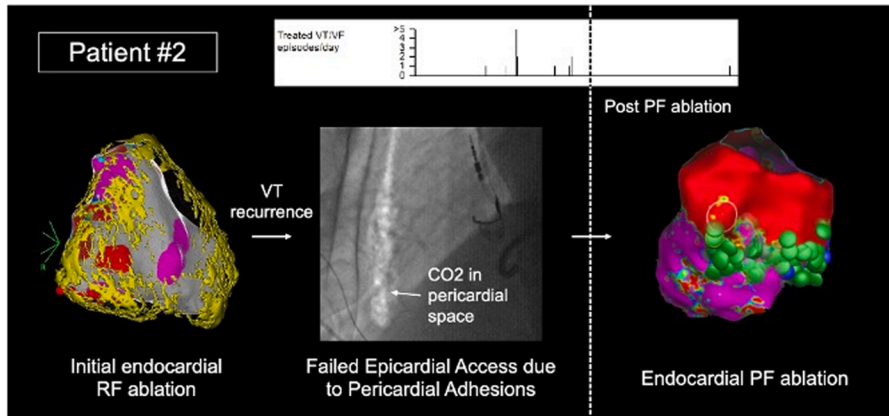 Patient #2
Treated VT/VF
episodes/day
>5
4
3
2
1
0
Post PF ablation
VT
recurrence
CO2 in
pericardial
space
R
Initial endocardial
RF ablation
Failed Epicardial Access due
to Pericardial Adhesions
Endocardial PF ablation